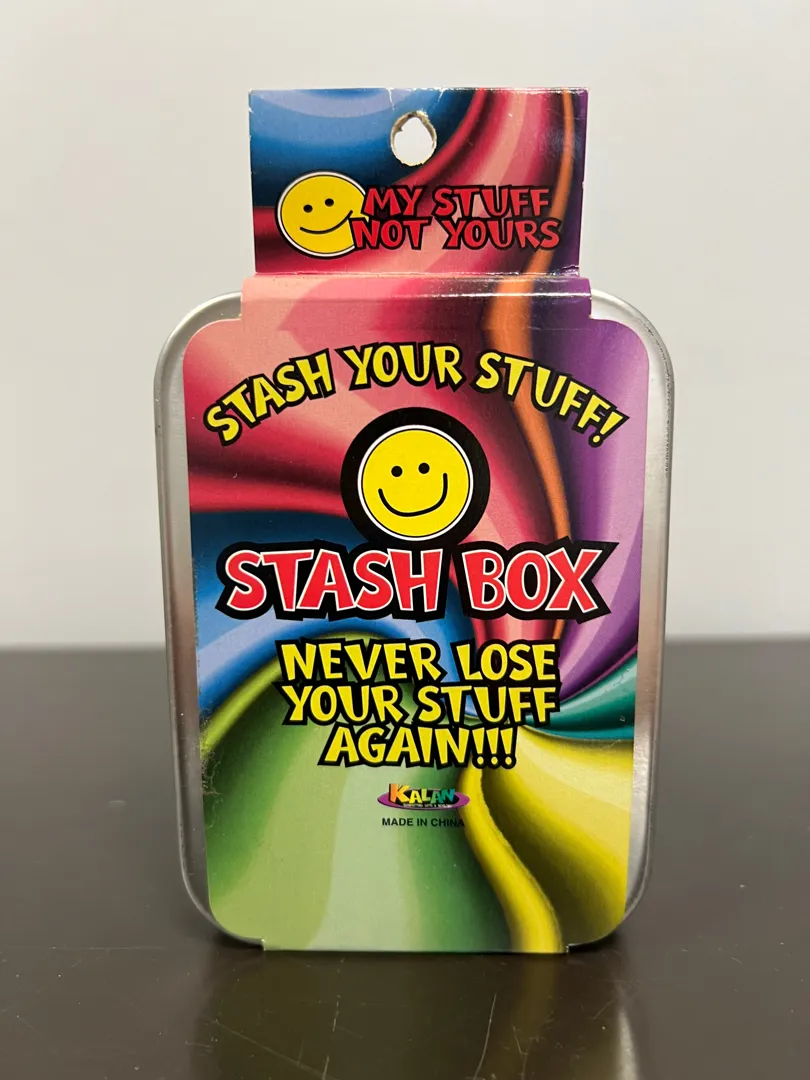 MY STUFF
NOT YOURS
STASH YOUR STUFF!
STASH BOX
NEVER LOSE
YOUR STUFF
AGAIN!!!
KALAN
MADE IN CHINA